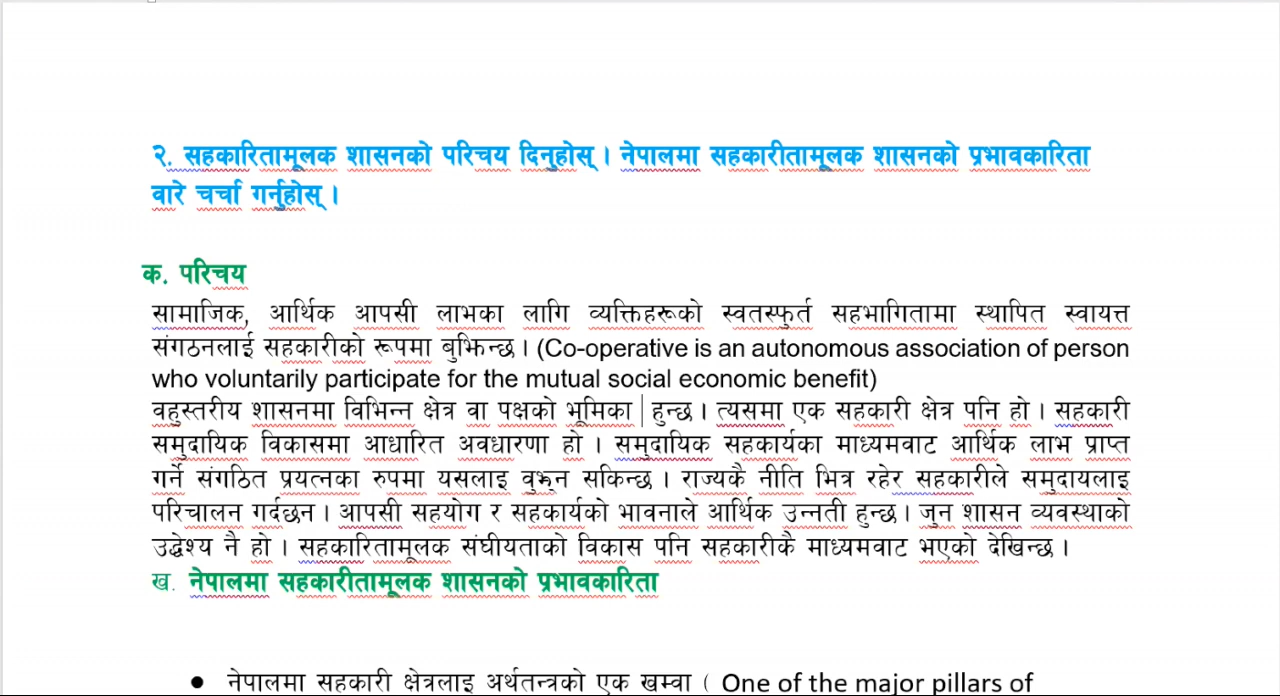 २. सहकारितामूलक शासनको परिचय दिनुहोस् । नेपालमा सहकारीतामूलक शासनको प्रभावकारिता
वारे चर्चा गर्नुहोस् ।
क. परिचय
सामाजिक, आर्थिक आपसी लाभका लागि व्यक्तिहरूको स्वतस्फुर्त सहभागितामा स्थापित स्वायत्त
संगठनलाई सहकारीको रूपमा बुझिन्छ । (Co-operative is an autonomous association of person
who voluntarily participate for the mutual social economic benefit)
वहुस्तरीय शासनमा विभिन्न क्षेत्र वा पक्षको भूमिका हुन्छ । त्यसमा एक सहकारी क्षेत्र पनि हो । सहकारी
समुदायिक विकासमा आधारित अवधारणा हो । समुदायिक सहकार्यका माध्यमवाट आर्थिक लाभ प्राप्त
गर्ने संगठित प्रयत्नका रुपमा यसलाइ वुझ्न सकिन्छ । राज्यकै नीति भित्र रहेर सहकारीले समुदायलाइ
परिचालन गर्दछन । आपसी सहयोग र सहकार्यको भावनाले आर्थिक उन्नती हुन्छ । जुन शासन व्यवस्थाको
उद्धेश्य नै हो । सहकारितामूलक संघीयताको विकास पनि सहकारीकै माध्यमवाट भएको देखिन्छ ।
ख. नेपालमा सहकारीतामूलक शासनको प्रभावकारिता
• नेपालमा सहकारी क्षेत्रलाइ अर्थतन्त्रको एक खम्वा ( One of the major pillars of